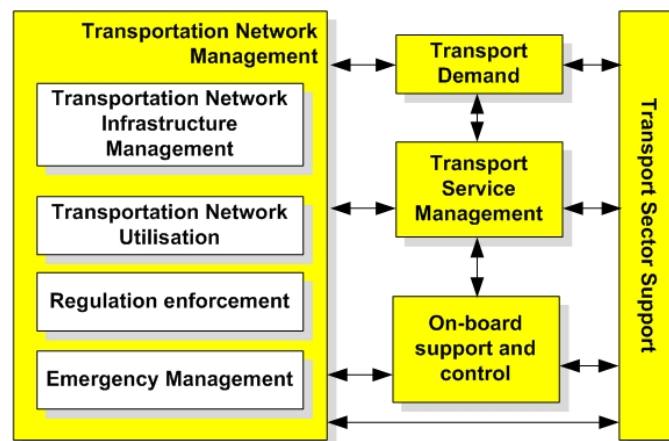 Transportation Network
Management
Transportation Network
Infrastructure
Management
Transportation Network
Utilisation
Regulation enforcement
Emergency Management
Transport
Demand
Transport
Service
Management
On-board
support and
control
Transport Sector Support